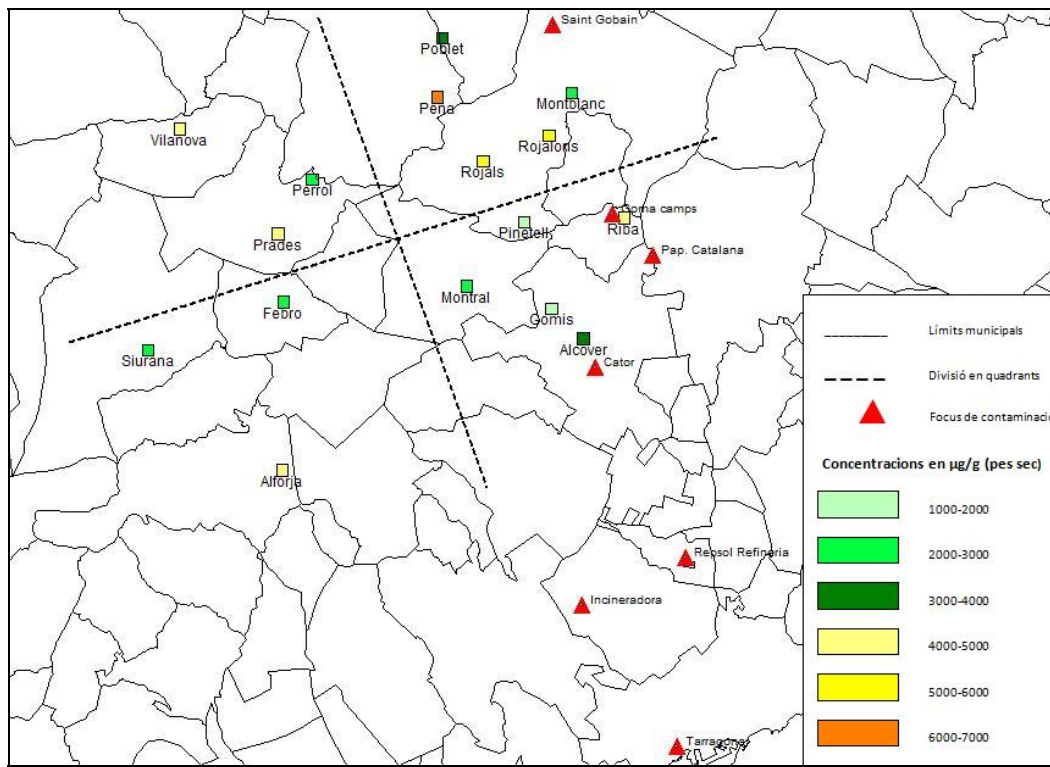 Saint Gobain
Poblet
Pena
Montblanc
Vilanova
Rojalons
Rojals
Perrol
Goma camps
Riba
Pinetell
Prades
Pap. Catalana
Montral
Febro
Gomis
Alcover
Siurana
Cator
Alforja
Repsol Refineria
Incineradora
Tarragona
Límits municipals
Divisió en quadrants
Focus de contaminació
Concentracions en µg/g (pes sec)
1000-2000
2000-3000
3000-4000
4000-5000
5000-6000
6000-7000